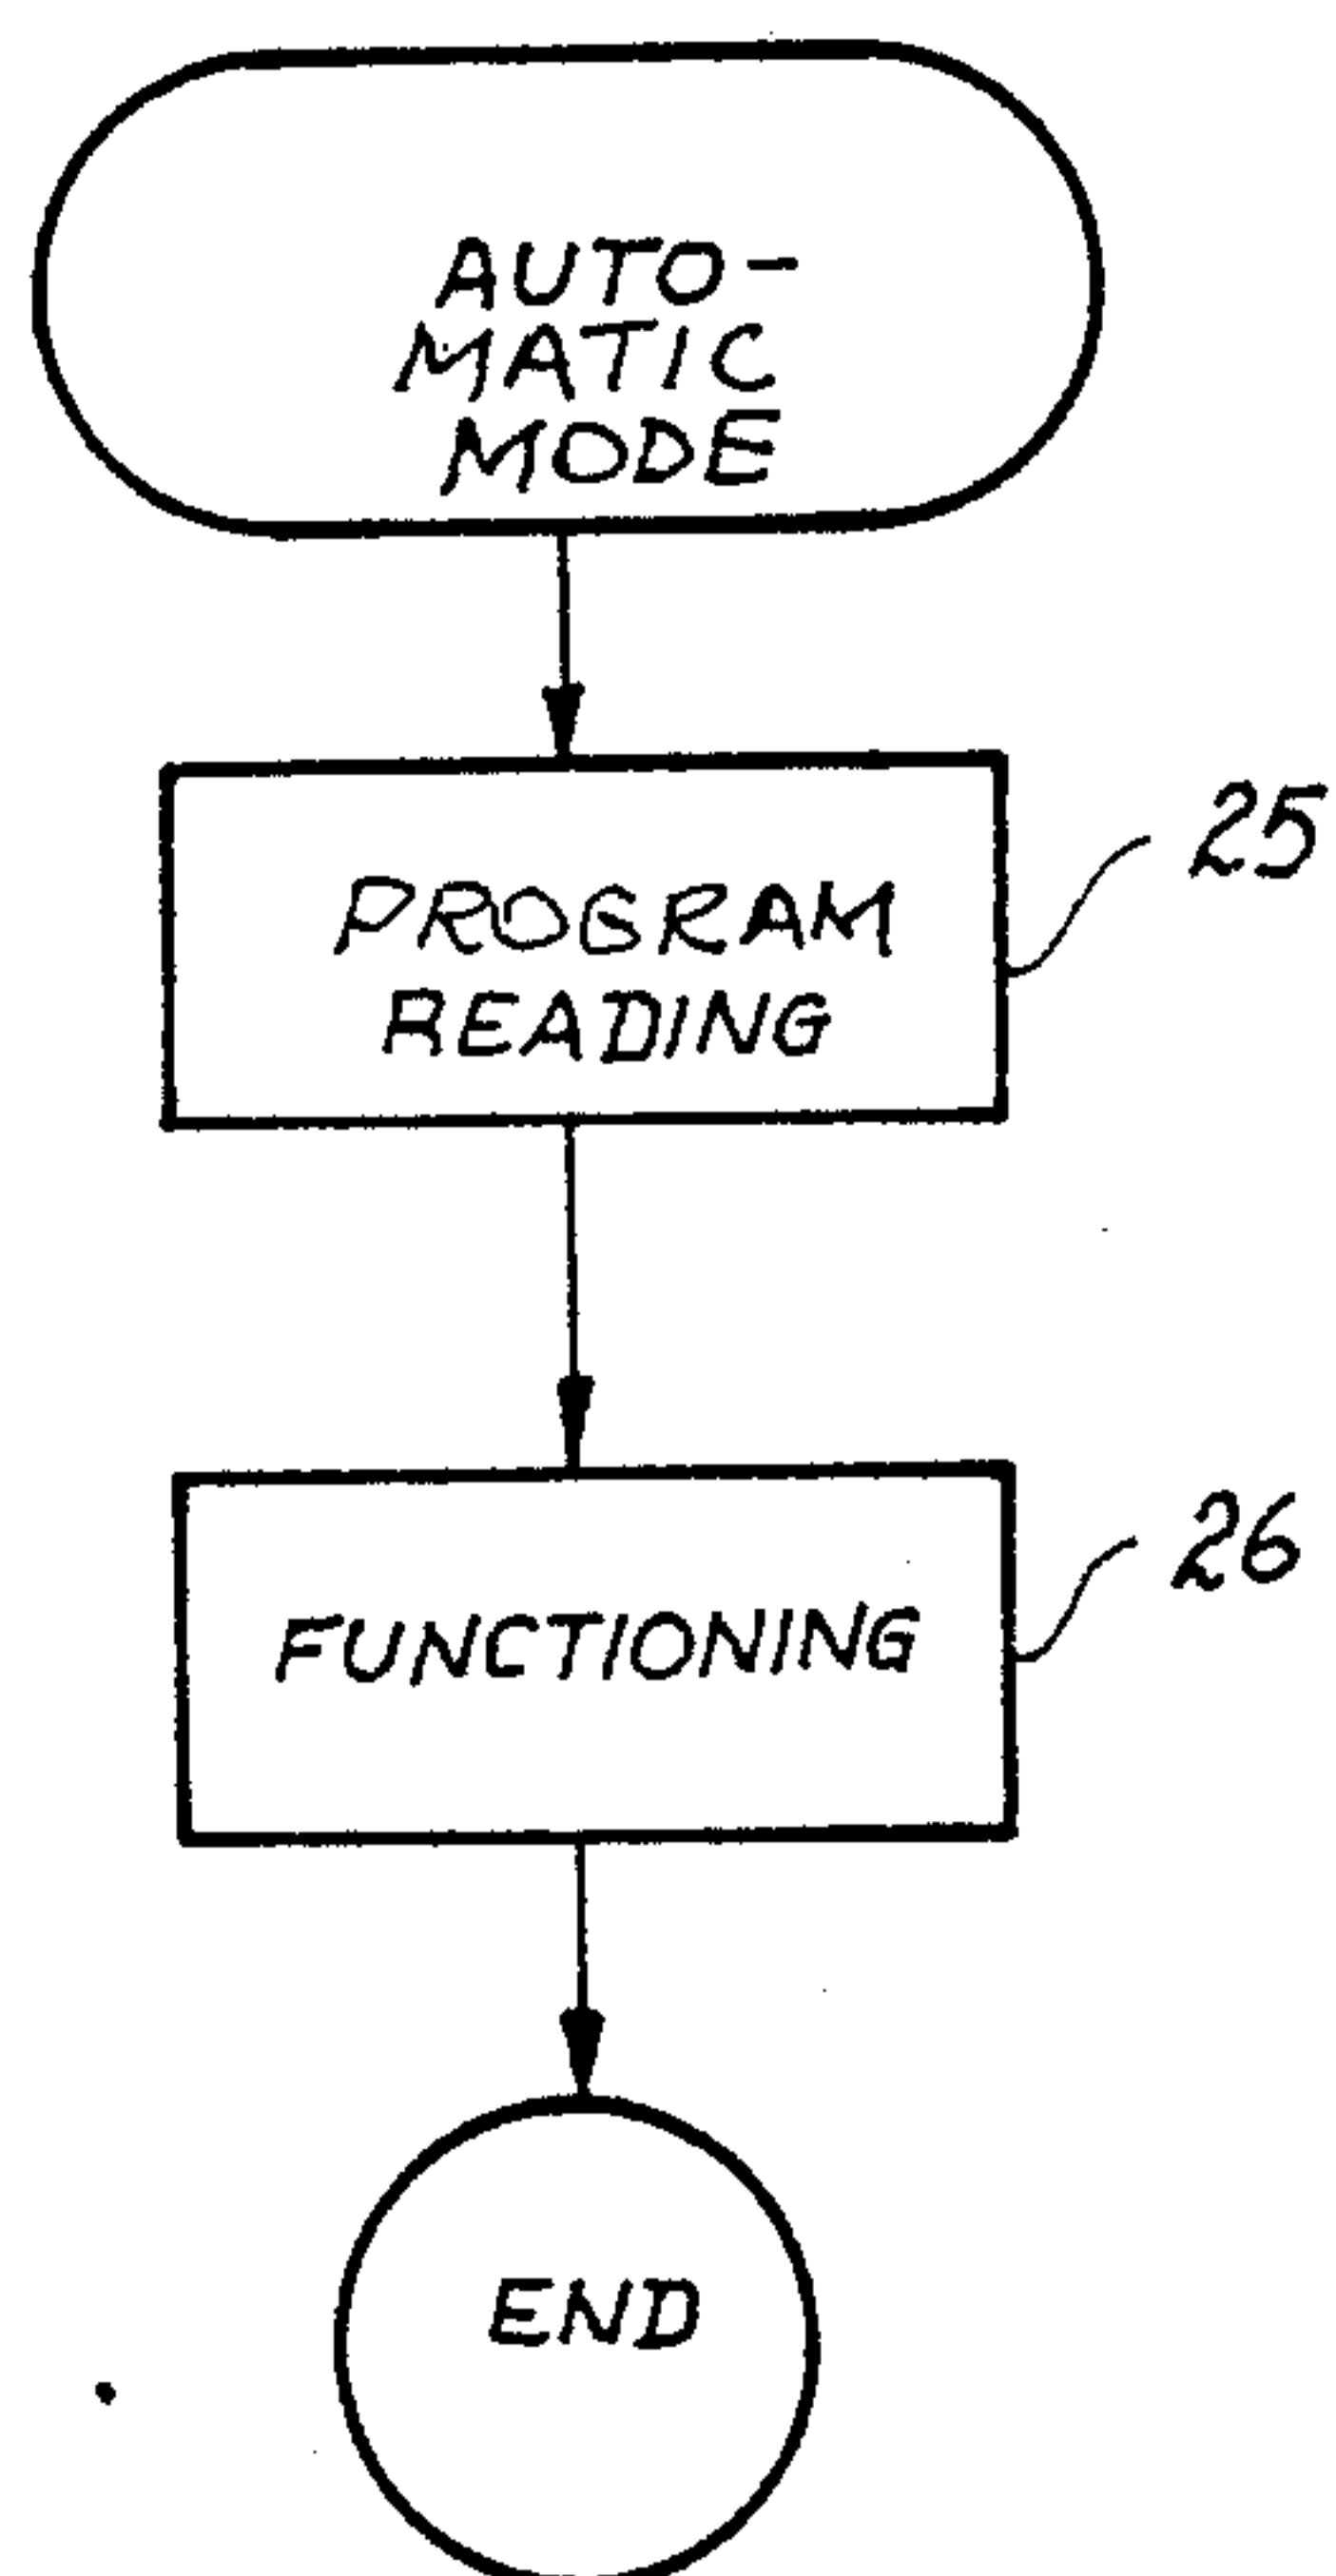 AUTO-
MATIC
MODE
PROGRAM
READING
25
FUNCTIONING
26
END